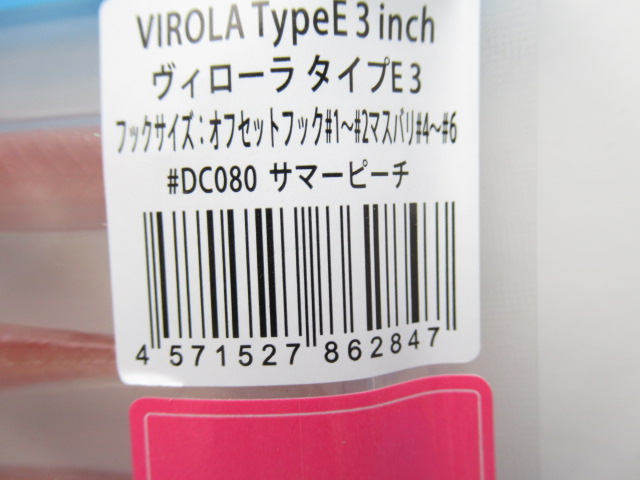 VIROLA TypeE 3 inch
ヴィローラ タイプE 3
フックサイズ：オフセットフック#1～#2マスバリ#4～#6
#DC080 サマーピーチ
4 571527 862847